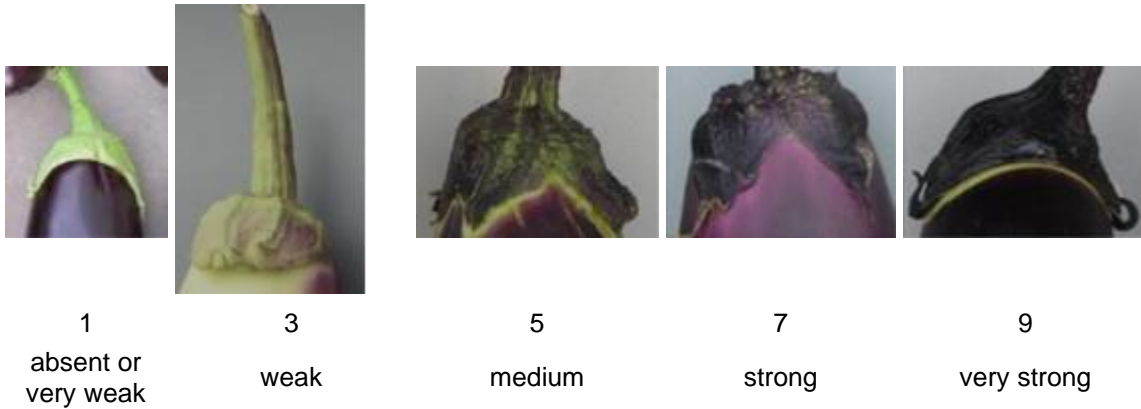 1
absent or
very weak
3
weak
5
medium
7
strong
9
very strong